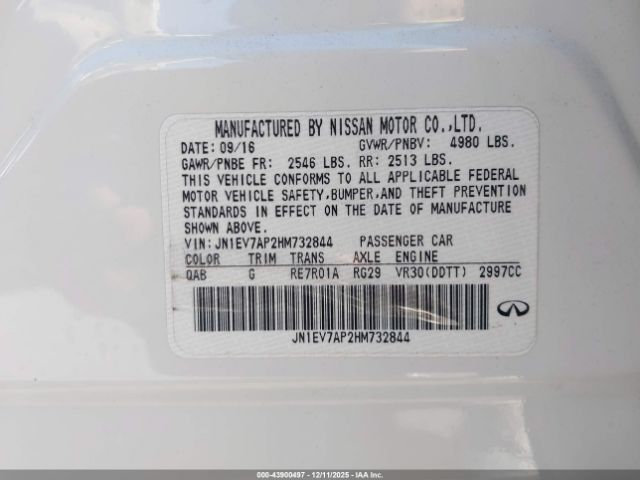 MANUFACTURED BY NISSAN MOTOR CO.,LTD.
DATE: 09/16 GVWR/PNBV: 4980 LBS.
GAWR/PNBE FR: 2546 LBS. RR: 2513 LBS.
THIS VEHICLE CONFORMS TO ALL APPLICABLE FEDERAL
MOTOR VEHICLE SAFETY,BUMPER,AND THEFT PREVENTION
STANDARDS IN EFFECT ON THE DATE OF MANUFACTURE
SHOWN ABOVE.
VIN: JN1EV7AP2HM732844 PASSENGER CAR
COLOR TRIM TRANS AXLE ENGINE
QAB G RE7R01A RG29 VR30(DDTT) 2997CC
JN1EV7AP2HM732844
000-43900497 - 12/11/2025 - IAA Inc.